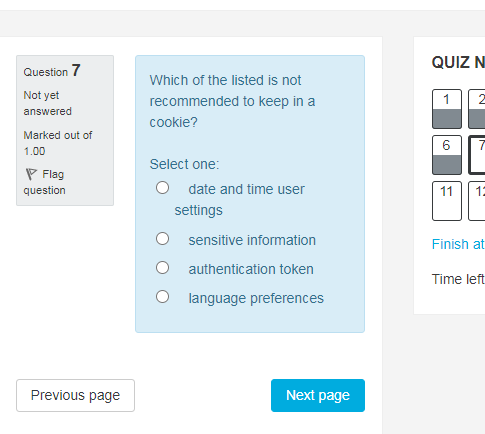 Question 7
Not yet
answered
Marked out of
1.00
Flag
question
Which of the listed is not
recommended to keep in a
cookie?
Select one:
date and time user
settings
sensitive information
authentication token
language preferences
Previous page
Next page
QUIZ N
1
2
6
7
11
12
Finish at
Time left